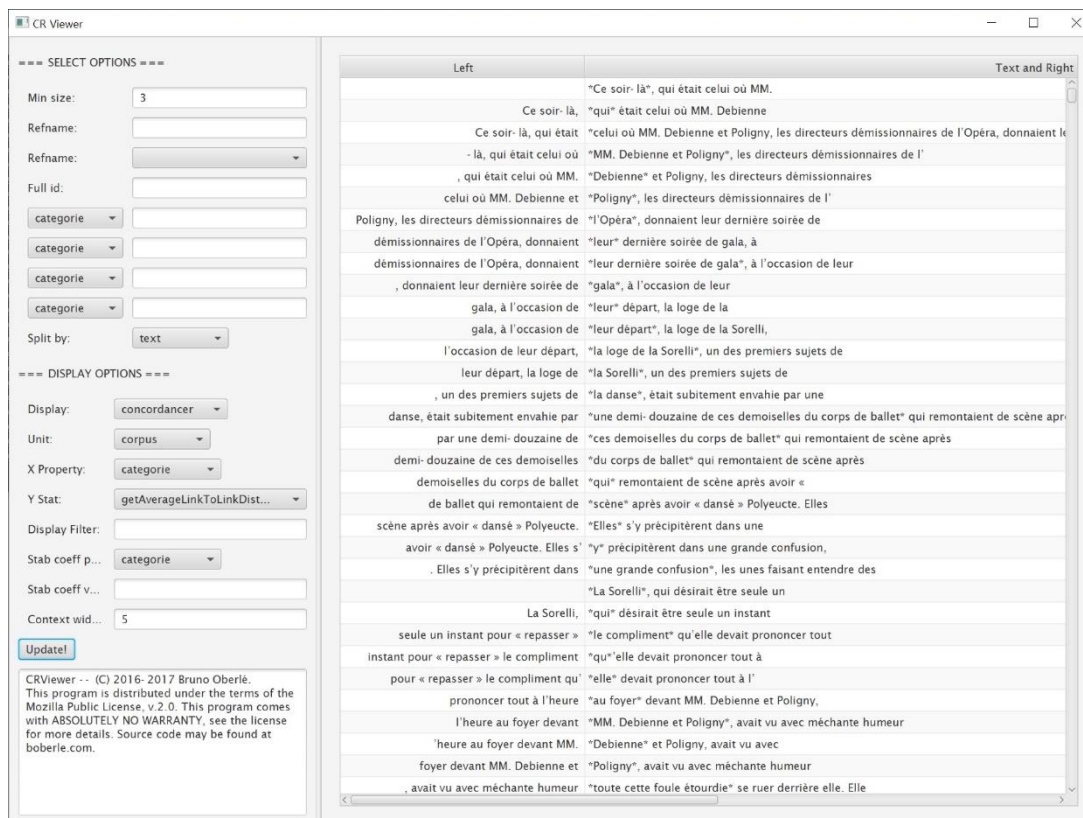 CR Viewer
=== SELECT OPTIONS ===
Min size: 3
Refname:
Refname:
Full id:
categorie
categorie
categorie
categorie
Split by: text
=== DISPLAY OPTIONS ===
Display: concordancer
Unit: corpus
X Property: categorie
Y Stat: getAverageLinkToLinkDist...
Display Filter:
Stab coeff p... categorie
Stab coeff v...
Context wid... 5
Update!
CRViewer -- (C) 2016- 2017 Bruno Oberlé.
This program is distributed under the terms of the
Mozilla Public License, v.2.0. This program comes
with ABSOLUTELY NO WARRANTY, see the license
for more details. Source code may be found at
boberle.com.
Left Text and Right
*Ce soir- là*, qui était celui où MM.
Ce soir- là, *qui* était celui où MM. Debienne
Ce soir- là, qui était *celui où MM. Debienne et Poligny, les directeurs démissionnaires de l'Opéra, donnaient le
- là, qui était celui où *MM. Debienne et Poligny*, les directeurs démissionnaires de l'
, qui était celui où MM. *Debienne* et Poligny, les directeurs démissionnaires
celui où MM. Debienne et *Poligny*, les directeurs démissionnaires de l'
Poligny, les directeurs démissionnaires de *l'Opéra*, donnaient leur dernière soirée de
démissionnaires de l'Opéra, donnaient *leur* dernière soirée de gala, à
démissionnaires de l'Opéra, donnaient *leur dernière soirée de gala*, à l'occasion de leur
, donnaient leur dernière soirée de *gala*, à l'occasion de leur
gala, à l'occasion de *leur* départ, la loge de la
gala, à l'occasion de *leur départ*, la loge de la Sorelli,
l'occasion de leur départ, *la loge de la Sorelli*, un des premiers sujets de
leur départ, la loge de *la Sorelli*, un des premiers sujets de
, un des premiers sujets de *la danse*, était subitement envahie par une
danse, était subitement envahie par *une demi- douzaine de ces demoiselles du corps de ballet* qui remontaient de scène apr
par une demi- douzaine de *ces demoiselles du corps de ballet* qui remontaient de scène après
demi- douzaine de ces demoiselles *du corps de ballet* qui remontaient de scène après
demoiselles du corps de ballet *qui* remontaient de scène après avoir «
de ballet qui remontaient de *scène* après avoir « dansé » Polyeucte. Elles
scène après avoir « dansé » Polyeucte. *Elles* s'y précipitèrent dans une
avoir « dansé » Polyeucte. Elles s' *y* précipitèrent dans une grande confusion,
. Elles s'y précipitèrent dans *une grande confusion*, les unes faisant entendre des
*La Sorelli*, qui désirait être seule un
La Sorelli, *qui* désirait être seule un instant
seule un instant pour « repasser » *le compliment* qu'elle devait prononcer tout
instant pour « repasser » le compliment *qu*'elle devait prononcer tout à
pour « repasser » le compliment qu' *elle* devait prononcer tout à l'
prononcer tout à l'heure *au foyer* devant MM. Debienne et Poligny,
l'heure au foyer devant *MM. Debienne et Poligny*, avait vu avec méchante humeur
'heure au foyer devant MM. *Debienne* et Poligny, avait vu avec
foyer devant MM. Debienne et *Poligny*, avait vu avec méchante humeur
, avait vu avec méchante humeur *toute cette foule étourdie* se ruer derrière elle. Elle